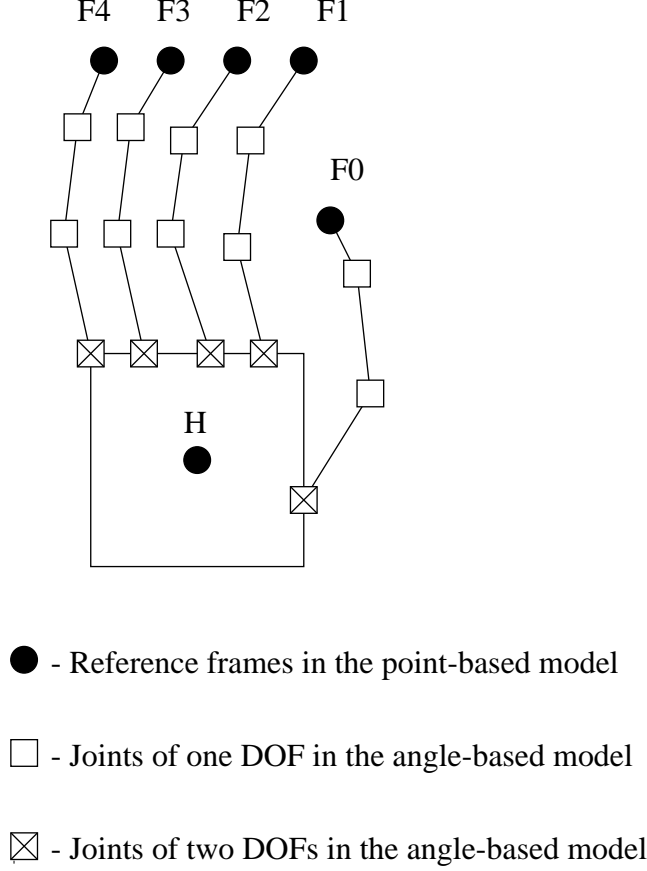 F4 F3 F2 F1
F0
H
- Reference frames in the point-based model
- Joints of one DOF in the angle-based model
- Joints of two DOFs in the angle-based model